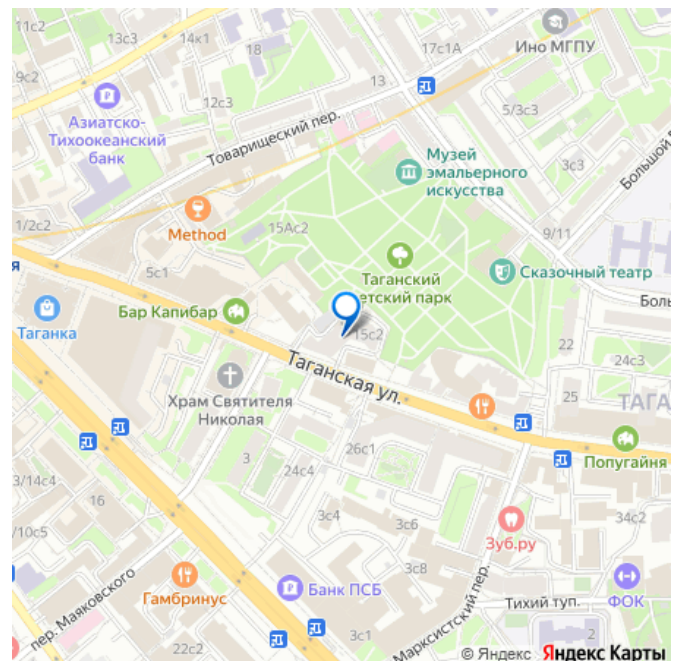 11с2
13с3
14к1
18
17с1А
Ино МГПУ
9с2
13
12с3
Азиатско-
Тихоокеанский
банк
5/3с3
Товарищеский пер.
Музей
эмальерного
искусства
3с3
Большой
1/2с2
Method
15Ас2
9/11
5с1
Таганский
детский парк
Сказочный театр
Таганка
Бар Капибар
15с2
22
24с3
Таганская ул.
Храм Святителя
Николая
25
ТАГА
3
26с1
24с4
Попугайня
3/14с4
16
3с4
3с6
34с2
/10с5
Зуб.ру
3с8
Гамбринус
Банк ПСБ
ФОК
пер. Маяковского
Марксистский пер.
Тихий туп.
22с2
3с1
2
© Яндекс Яндекс Карты